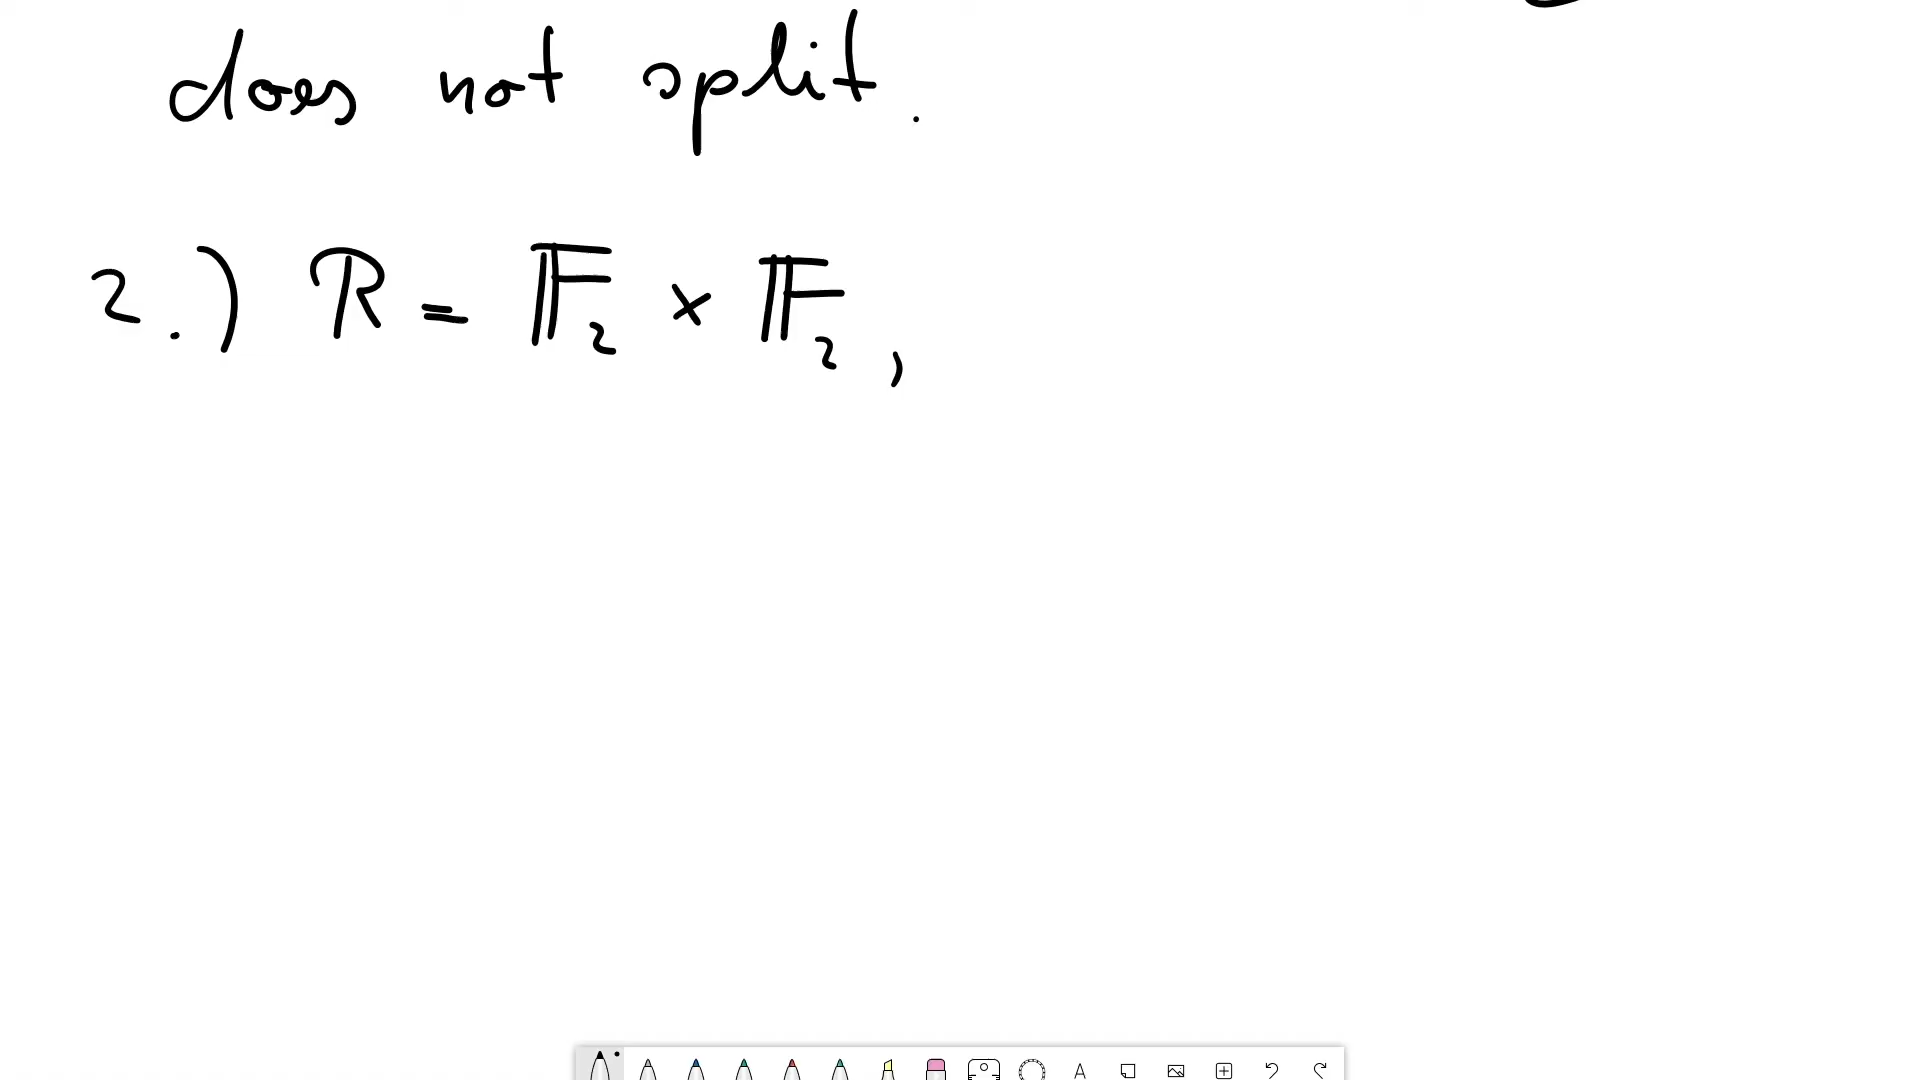 does not split.
2.) R = 𝔽₂ × 𝔽₂,